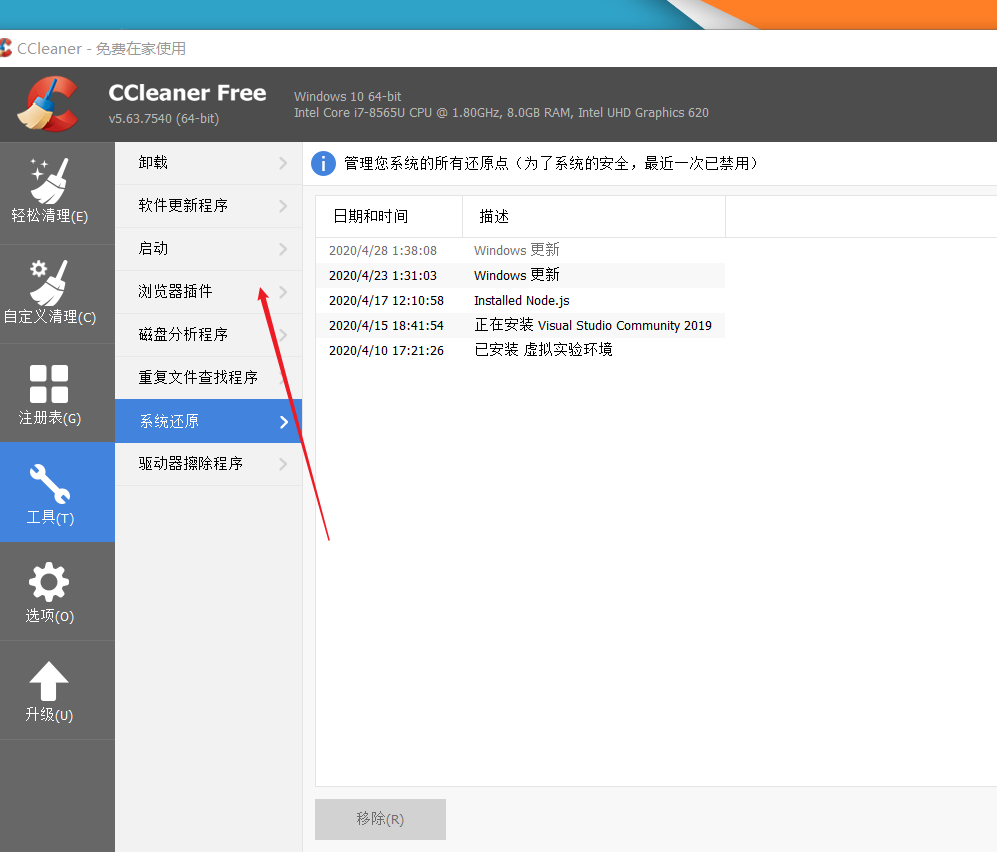 CCleaner - 免费在家使用
CCleaner Free
v5.63.7540 (64-bit)
Windows 10 64-bit
Intel Core i7-8565U CPU @ 1.80GHz, 8.0GB RAM, Intel UHD Graphics 620
轻松清理(E)
自定义清理(C)
注册表(G)
工具(T)
选项(O)
升级(U)
卸载
软件更新程序
启动
浏览器插件
磁盘分析程序
重复文件查找程序
系统还原
驱动器擦除程序
管理您系统的所有还原点（为了系统的安全，最近一次已禁用）
日期和时间 描述
2020/4/28 1:38:08 Windows 更新
2020/4/23 1:31:03 Windows 更新
2020/4/17 12:10:58 Installed Node.js
2020/4/15 18:41:54 正在安装 Visual Studio Community 2019
2020/4/10 17:21:26 已安装 虚拟实验环境
移除(R)